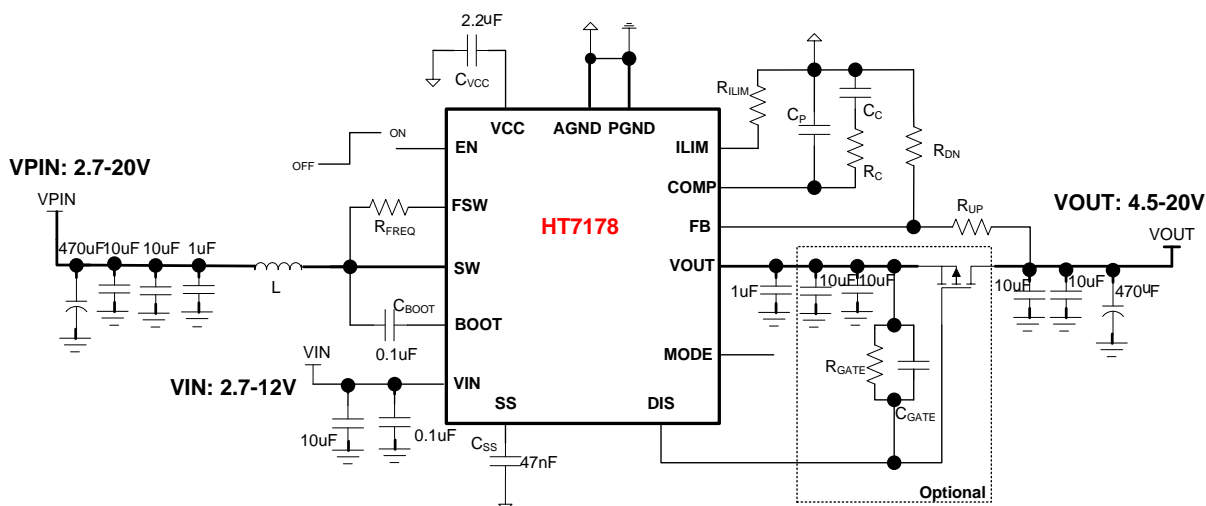 2.2uF
CVCC
VCC
AGND
PGND
ON
OFF
EN
ILIM
RILIM
CP
CC
RC
RDN
COMP
VPIN: 2.7-20V
VPIN
FSW
RFREQ
HT7178
FB
RUP
VOUT: 4.5-20V
VOUT
470uF
10uF
10uF
1uF
L
SW
VOUT
1uF
10uF
10uF
10uF
10uF
470uF
CBOOT
0.1uF
BOOT
MODE
RGATE
CGATE
VIN
VIN: 2.7-12V
VIN
10uF
0.1uF
SS
DIS
CSS
47nF
Optional